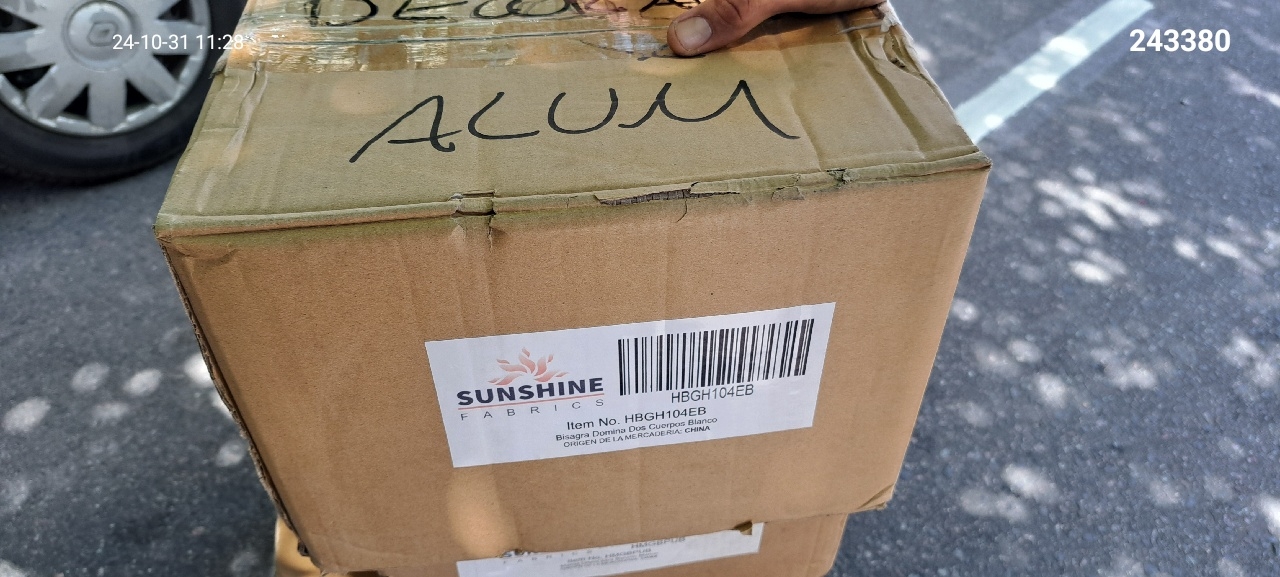 24-10-31 11:28
243380
ALUM
SUNSHINE
FABRICS
HBGH104EB
Item No. HBGH104EB
Bisagra Domina Dos Cuerpos Blanco
ORIGEN DE LA MERCADERIA: CHINA